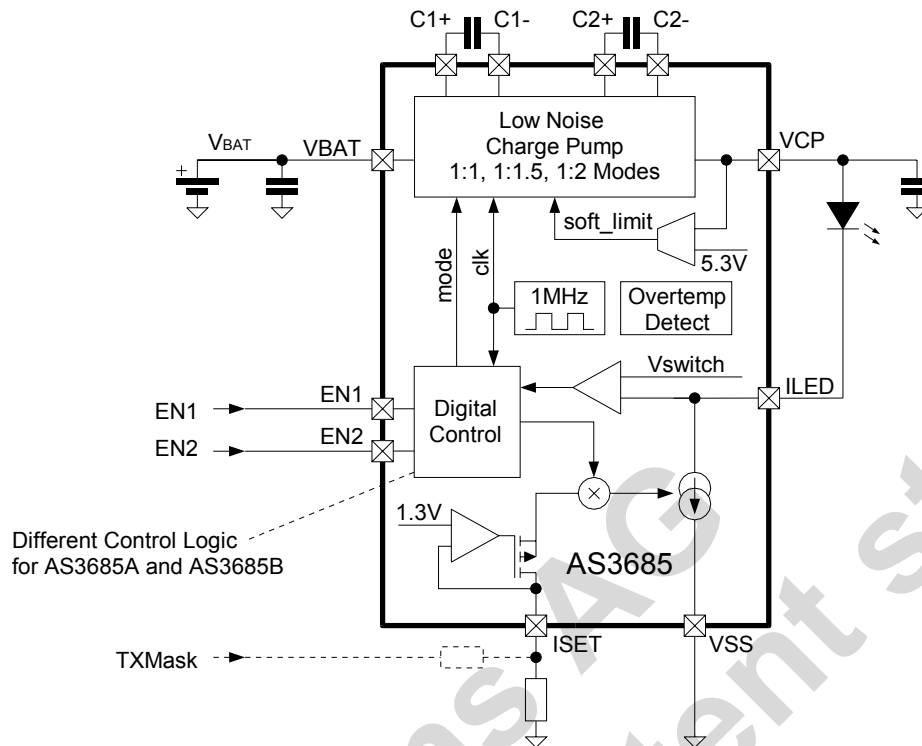 C1+ C1- C2+ C2-
Low Noise
Charge Pump
1:1, 1:1.5, 1:2 Modes
VBAT VBAT VCP
+
soft_limit
5.3V
mode
clk
1MHz
Overtemp
Detect
Vswitch
ILED
EN1 EN1
EN2 EN2
Digital
Control
×
1.3V
Different Control Logic
for AS3685A and AS3685B
AS3685
ISET VSS
TXMask
AG